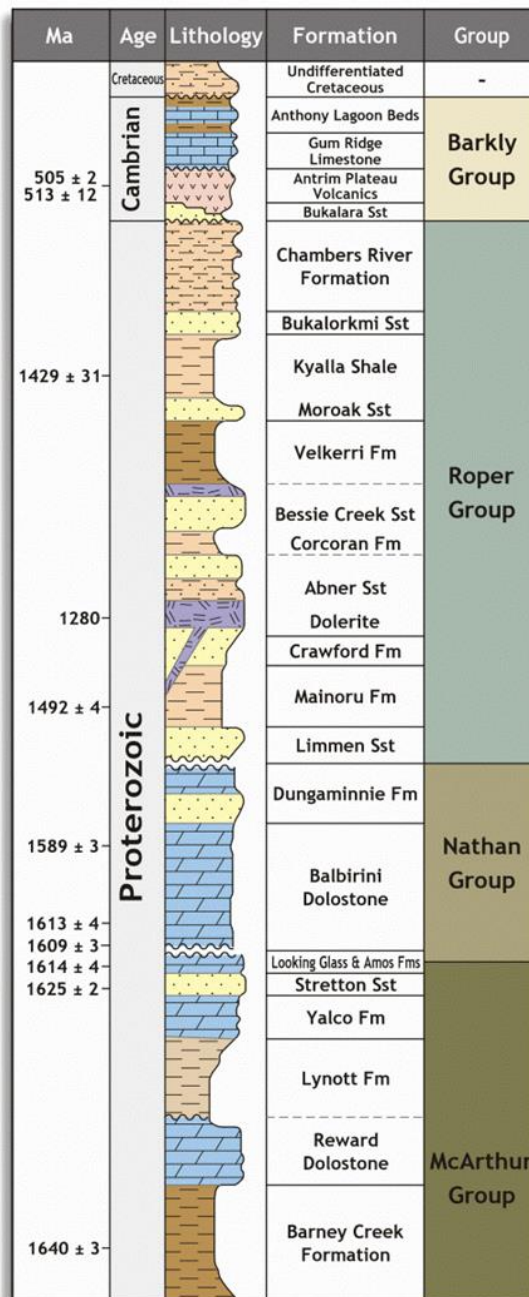 Ma Age Lithology Formation Group
Cretaceous
Undifferentiated
Cretaceous
-
Anthony Lagoon Beds
Gum Ridge
Limestone
505 ± 2
513 ± 12
Cambrian
Antrim Plateau
Volcanics
Bukalara Sst
Barkly
Group
Chambers River
Formation
Bukalorkmi Sst
1429 ± 31
Kyalla Shale
Moroak Sst
Velkerri Fm
Roper
Group
Bessie Creek Sst
Corcoran Fm
Abner Sst
1280
Dolerite
Crawford Fm
1492 ± 4
Mainoru Fm
Limmen Sst
Proterozoic
Dungaminnie Fm
1589 ± 3
Balbirini
Dolostone
Nathan
Group
1613 ± 4
1609 ± 3
1614 ± 4
Looking Glass & Amos Fms
1625 ± 2
Stretton Sst
Yalco Fm
Lynott Fm
Reward
Dolostone
McArthur
Group
1640 ± 3
Barney Creek
Formation